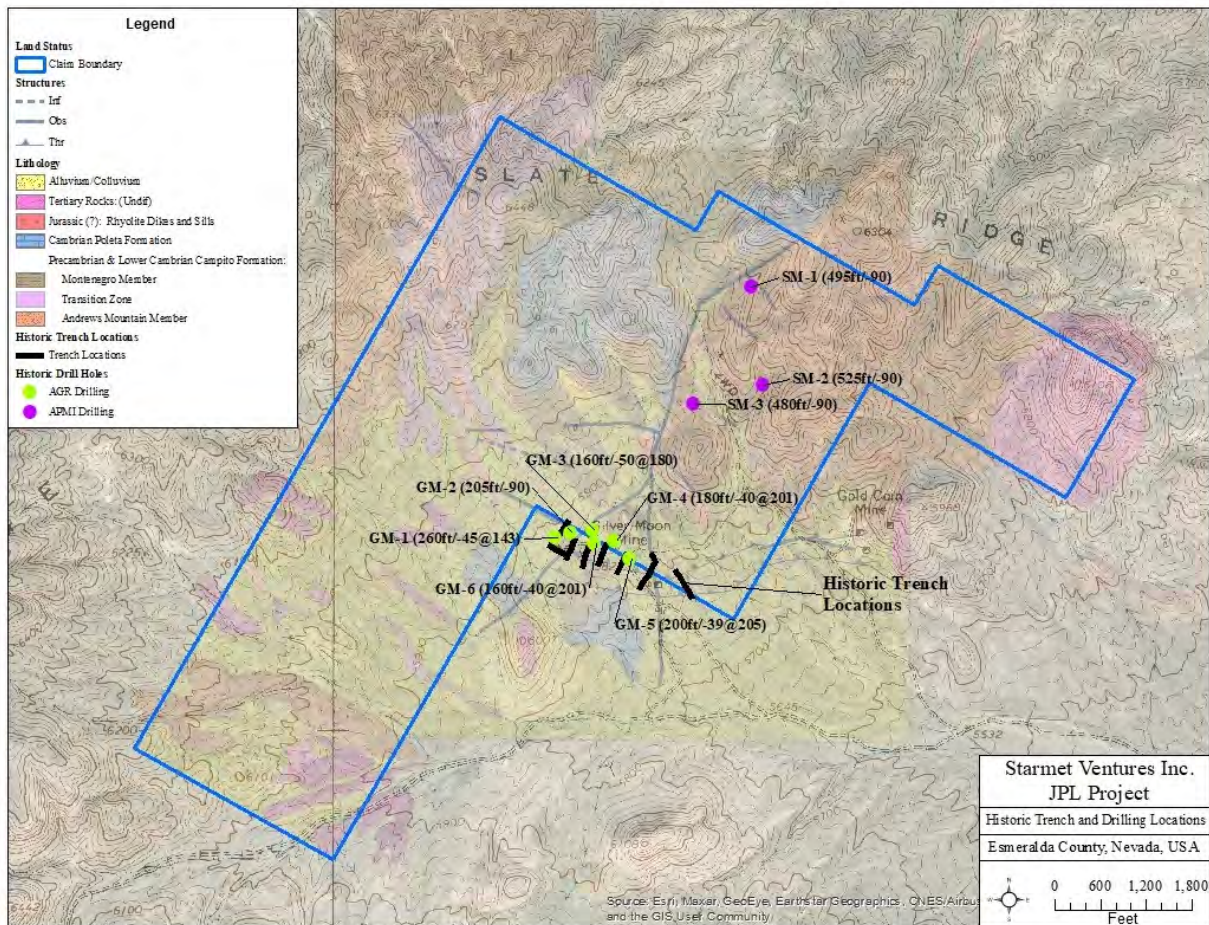 Legend
Land Status
Claim Boundary
Structures
Inf
Obs
Thr
Lithology
Alluvium/Colluvium
Tertiary Rocks: (Undif)
Jurassic (?): Rhyolite Dikes and Sills
Cambrian Poleta Formation
Precambrian & Lower Cambrian Campito Formation:
Montenegro Member
Transition Zone
Andrews Mountain Member
Historic Trench Locations
Trench Locations
Historic Drill Holes
AGR Drilling
APMI Drilling
SLATE
RIDGE
6304
SM-1 (495ft/-90)
SM-2 (525ft/-90)
4WD
SM-3 (480ft/-90)
GM-3 (160ft/-50@180)
GM-2 (205ft/-90)
GM-4 (180ft/-40@201)
Gold Coin
Mine
Silver Moon
Mine
GM-1 (260ft/-45@143)
GM-6 (160ft/-40@201)
Historic Trench
Locations
GM-5 (200ft/-39@205)
5645
5532
6200
6100
Starmet Ventures Inc.
JPL Project
Historic Trench and Drilling Locations
Esmeralda County, Nevada, USA
N
W
E
S
0 600 1,200 1,800
Feet
Source: Esri, Maxar, GeoEye, Earthstar Geographics, CNES/Airbus
and the GIS User Community